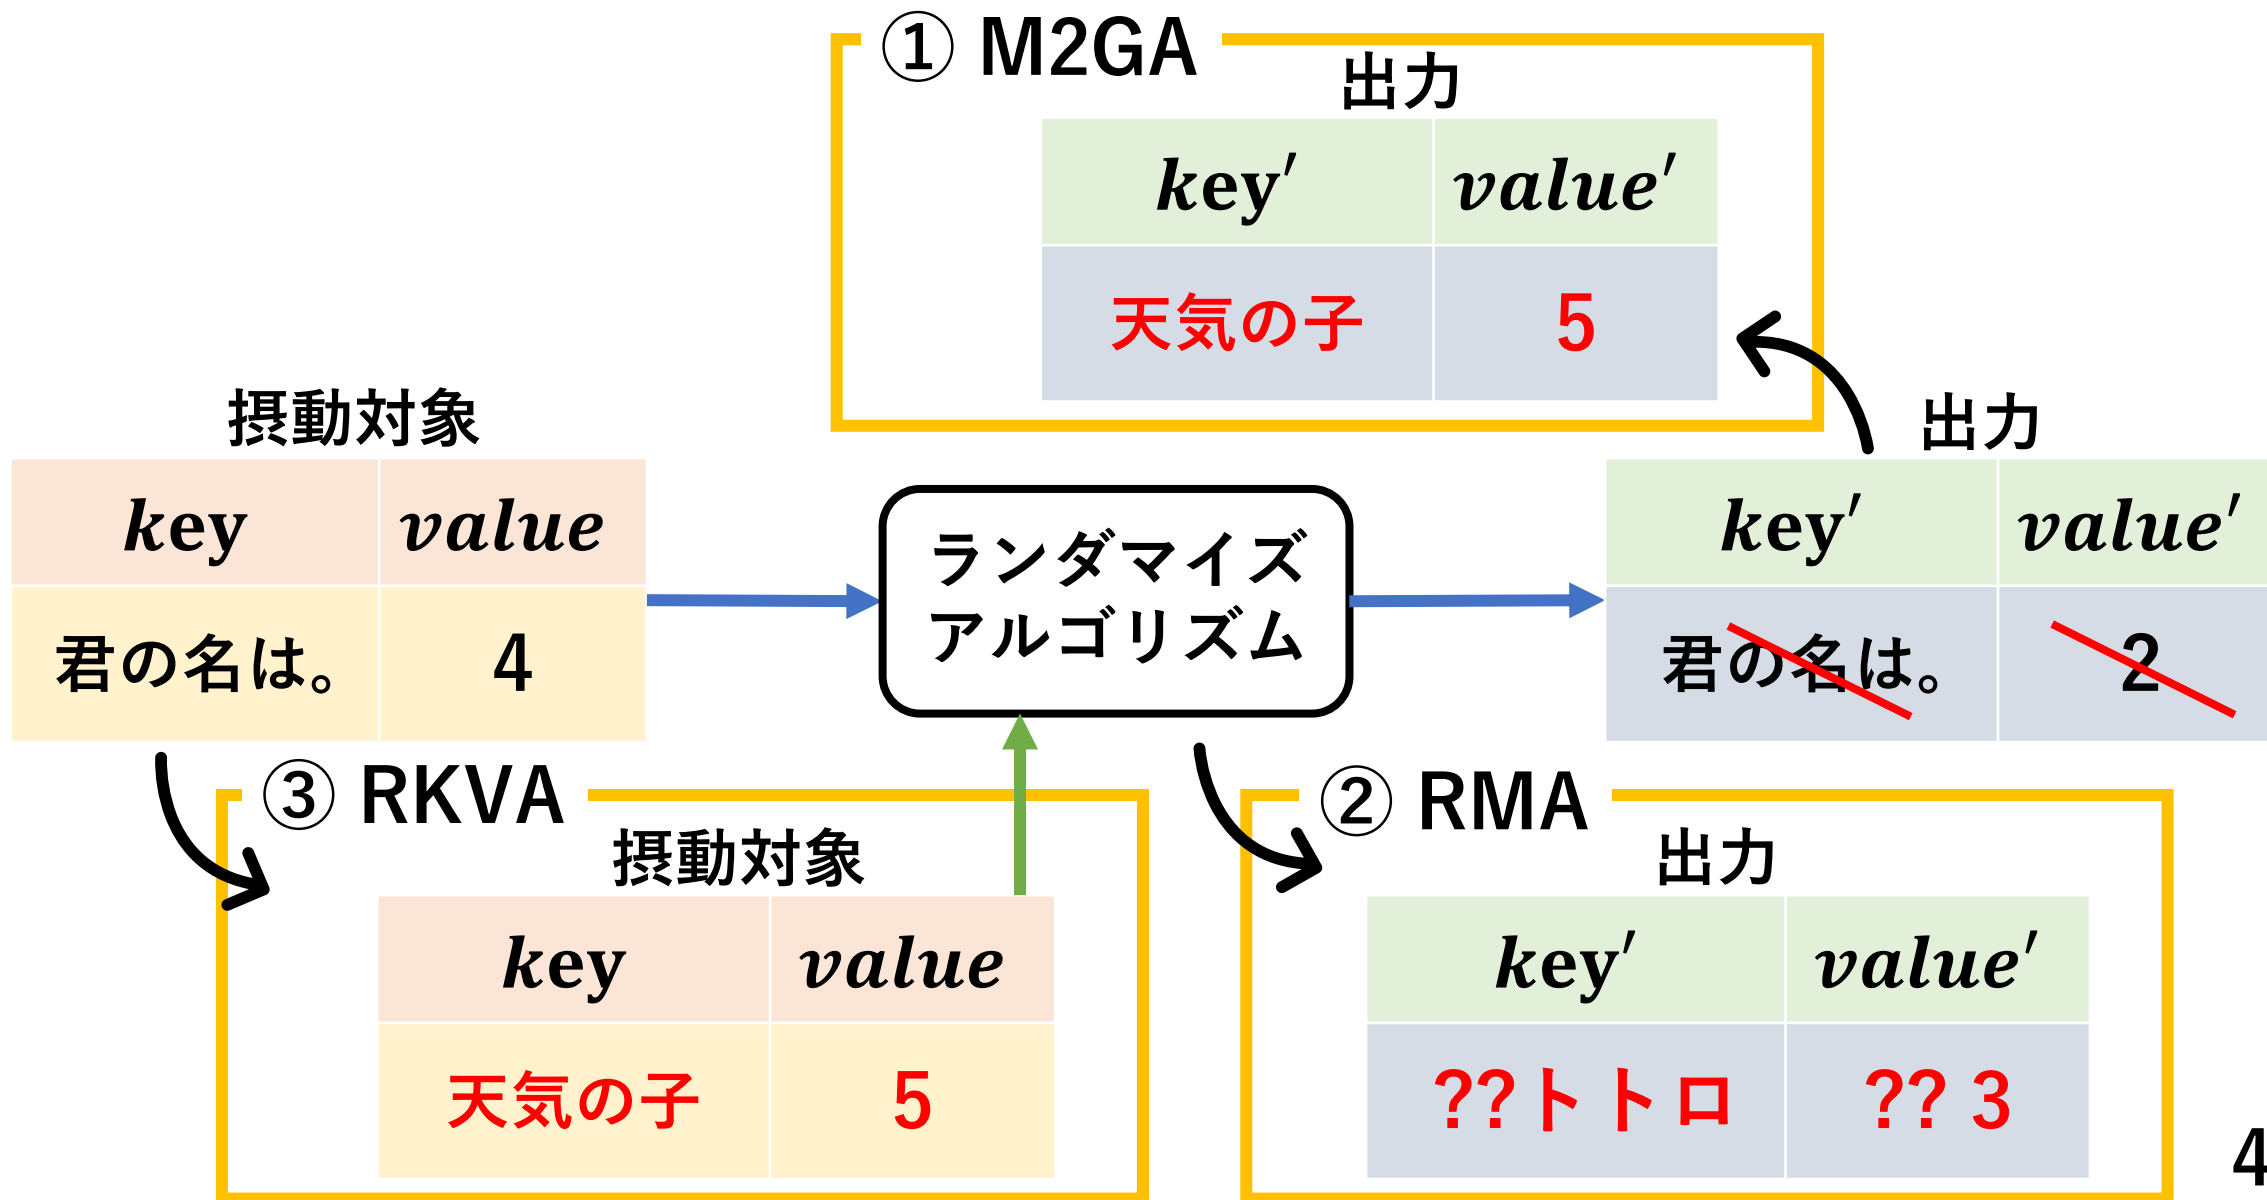 ① M2GA
出力
key′ value′
天気の子 5
摂動対象
key value
君の名は。 4
ランダマイズ
アルゴリズム
出力
key′ value′
君の名は。 2
③ RKVA
摂動対象
key value
天気の子 5
② RMA
出力
key′ value′
??トトロ ?? 3
4